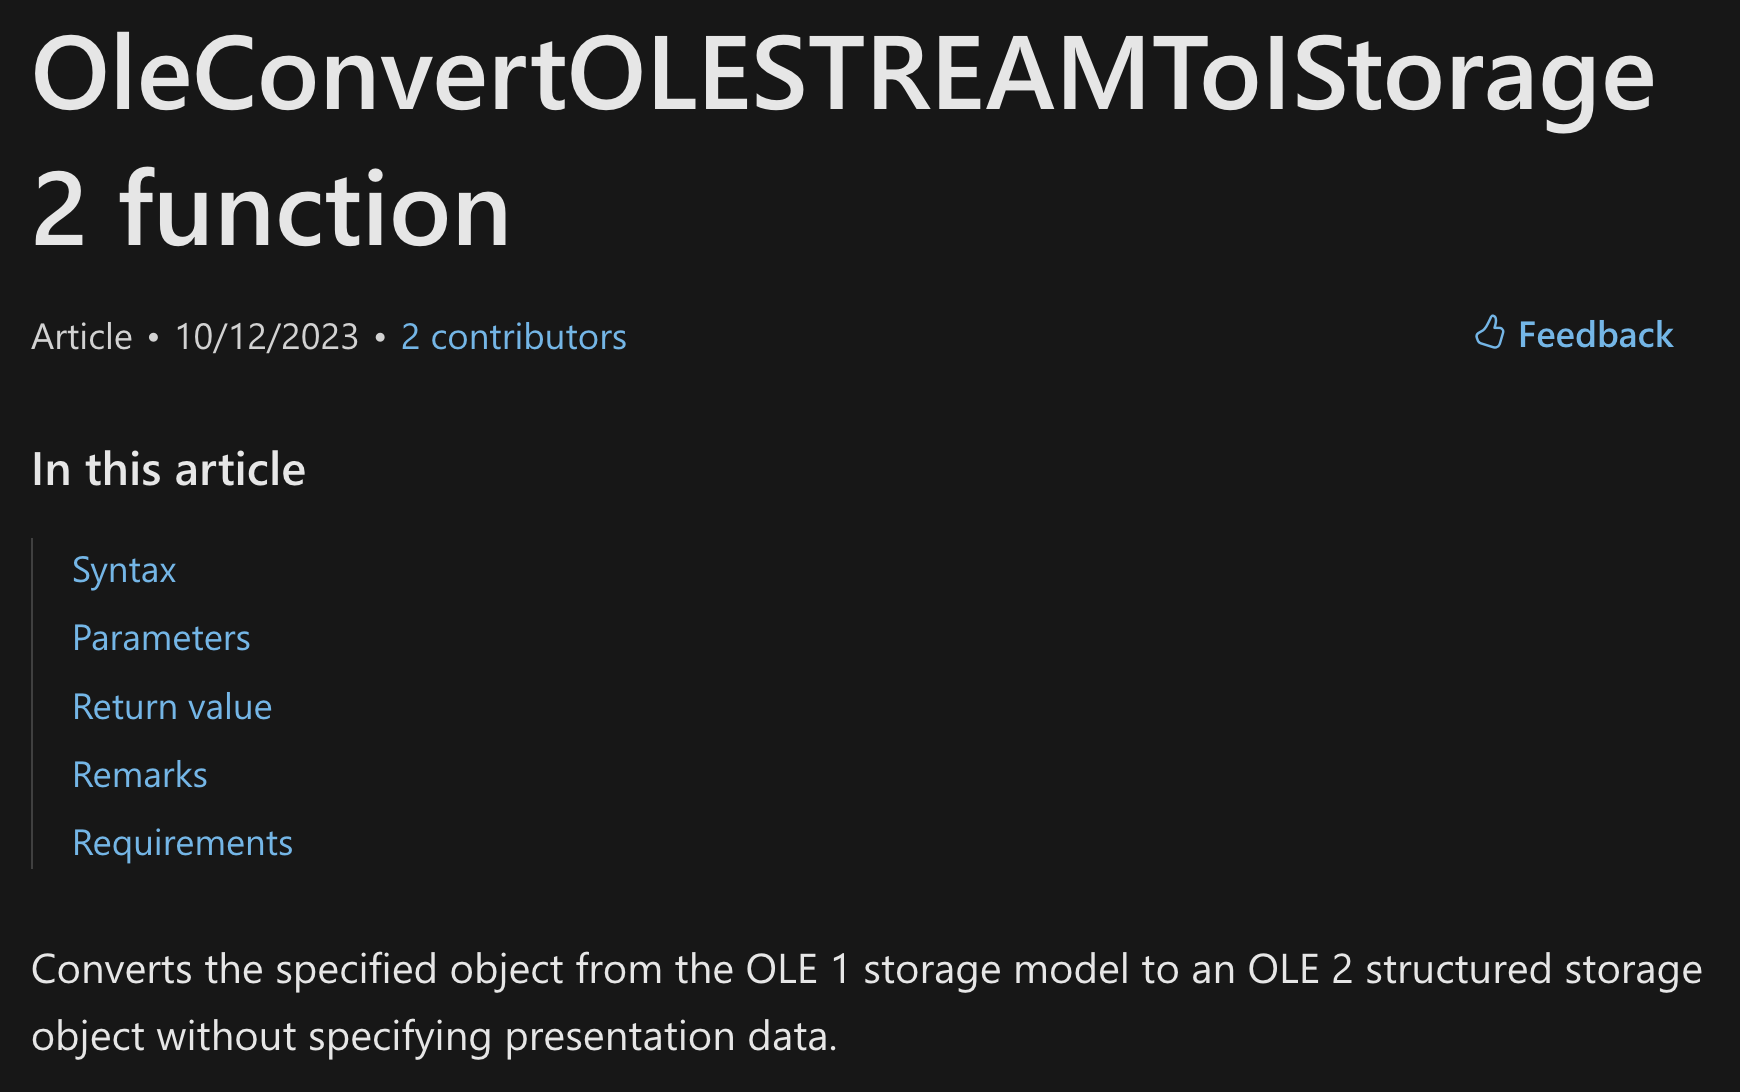 OleConvertOLESTREAMToIStorage
2 function
Article • 10/12/2023 • 2 contributors
Feedback
In this article
Syntax
Parameters
Return value
Remarks
Requirements
Converts the specified object from the OLE 1 storage model to an OLE 2 structured storage
object without specifying presentation data.